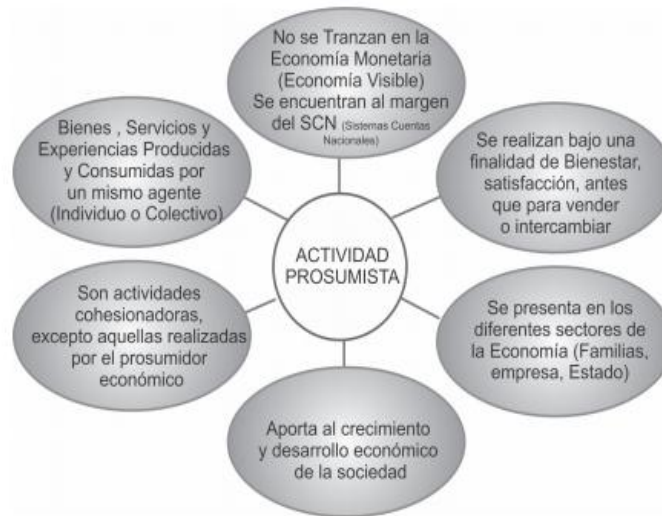 No se Tranzan en la
Economía Monetaria
(Economía Visible)
Se encuentran al margen
del SCN (Sistemas Cuentas
Nacionales)
Bienes , Servicios y
Experiencias Producidas
y Consumidas por
un mismo agente
(Individuo o Colectivo)
Se realizan bajo una
finalidad de Bienestar,
satisfacción, antes
que para vender
o intercambiar
ACTIVIDAD
PROSUMISTA
Son actividades
cohesionadoras,
excepto aquellas realizadas
por el prosumidor
económico
Se presenta en los
diferentes sectores de
la Economía (Familias,
empresa, Estado)
Aporta al crecimiento
y desarrollo económico
de la sociedad